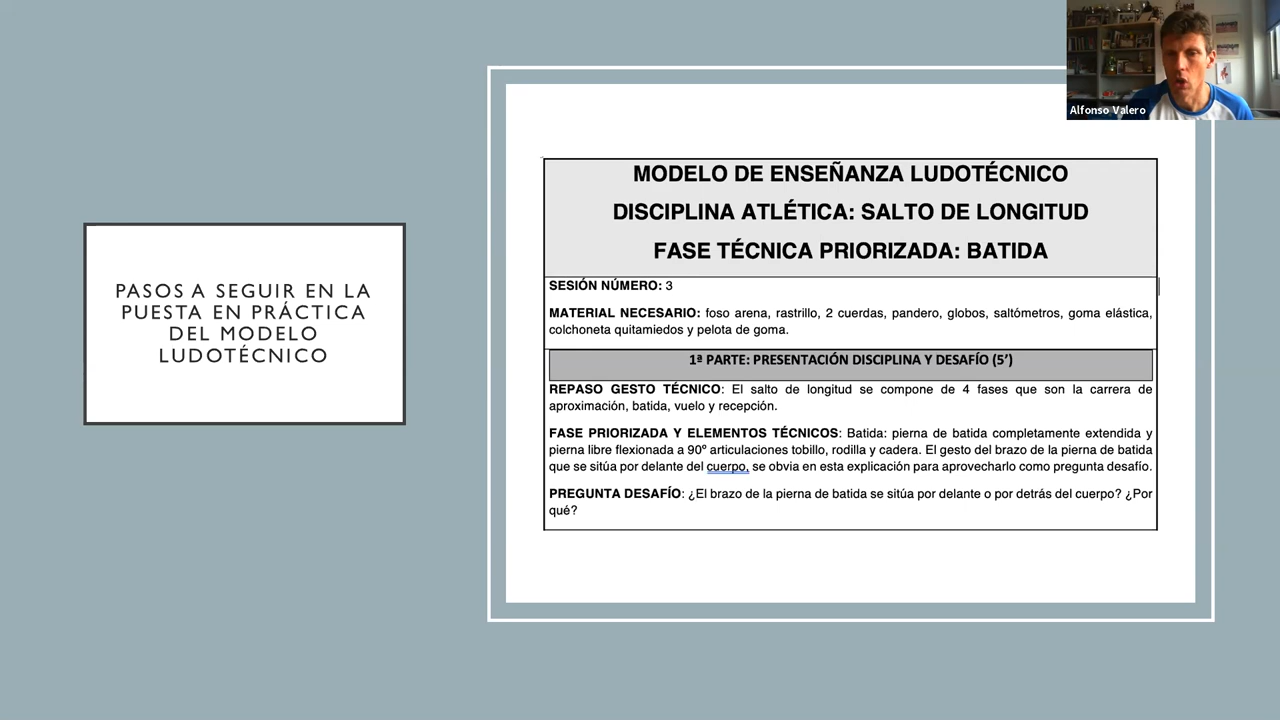 Alfonso Valero
PASOS A SEGUIR EN LA
PUESTA EN PRÁCTICA
DEL MODELO
LUDOTÉCNICO
MODELO DE ENSEÑANZA LUDOTÉCNICO
DISCIPLINA ATLÉTICA: SALTO DE LONGITUD
FASE TÉCNICA PRIORIZADA: BATIDA
SESIÓN NÚMERO: 3
MATERIAL NECESARIO: foso arena, rastrillo, 2 cuerdas, pandero, globos, saltómetros, goma elástica,
colchoneta quitamiedos y pelota de goma.
1ª PARTE: PRESENTACIÓN DISCIPLINA Y DESAFÍO (5’)
REPASO GESTO TÉCNICO: El salto de longitud se compone de 4 fases que son la carrera de
aproximación, batida, vuelo y recepción.
FASE PRIORIZADA Y ELEMENTOS TÉCNICOS: Batida: pierna de batida completamente extendida y
pierna libre flexionada a 90º articulaciones tobillo, rodilla y cadera. El gesto del brazo de la pierna de batida
que se sitúa por delante del cuerpo, se obvia en esta explicación para aprovecharlo como pregunta desafío.
PREGUNTA DESAFÍO: ¿El brazo de la pierna de batida se sitúa por delante o por detrás del cuerpo? ¿Por
qué?